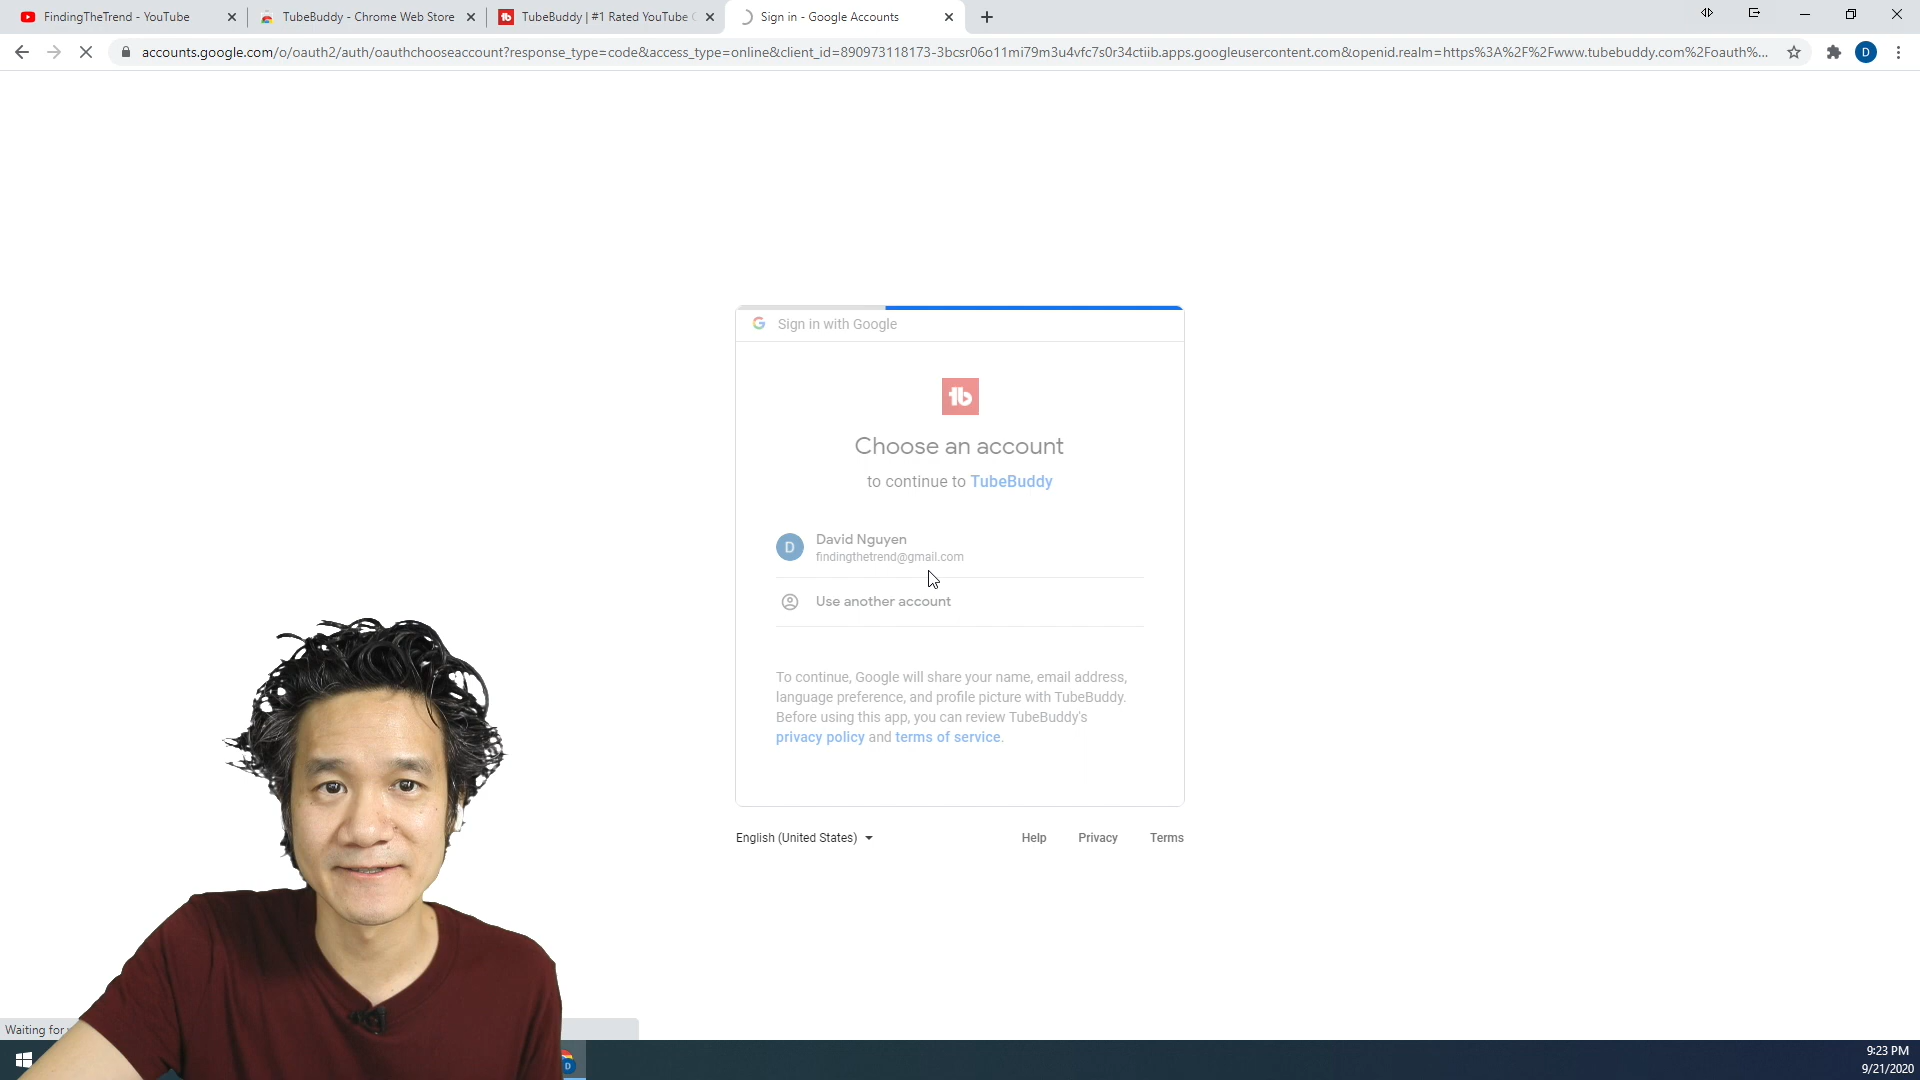 FindingTheTrend - YouTube
TubeBuddy - Chrome Web Store
TubeBuddy | #1 Rated YouTube
Sign in - Google Accounts
accounts.google.com/o/oauth2/auth/oauthchooseaccount?response_type=code&access_type=online&client_id=890973118173-3bcsr06o11mi79m3u4vfc7s0r34ctiib.apps.googleusercontent.com&openid.realm=https%3A%2F%2Fwww.tubebuddy.com%2Foauth%...
D
Sign in with Google
tb
Choose an account
to continue to TubeBuddy
D
David Nguyen
findingthetrend@gmail.com
Use another account
To continue, Google will share your name, email address,
language preference, and profile picture with TubeBuddy.
Before using this app, you can review TubeBuddy's
privacy policy and terms of service.
English (United States)
Help
Privacy
Terms
Waiting for
D
9:23 PM
9/21/2020